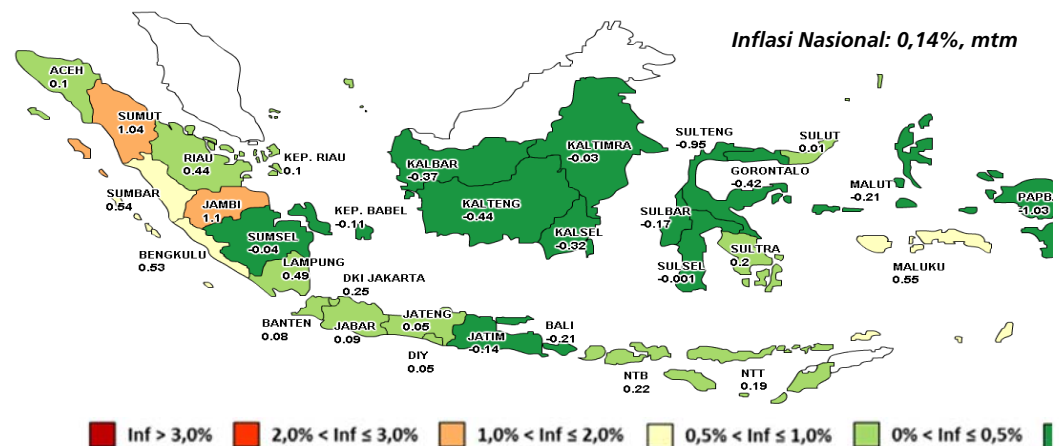 Inflasi Nasional: 0,14%, mtm
ACEH
0.1
SUMUT
1.04
RIAU
0.44
KEP. RIAU
0.1
SUMBAR
0.54
JAMBI
1.1
KEP. BABEL
-0.11
SUMSEL
-0.04
BENGKULU
0.53
LAMPUNG
0.49
DKI JAKARTA
0.25
BANTEN
0.08
JABAR
0.09
JATENG
0.05
DIY
0.05
JATIM
-0.14
BALI
-0.21
NTB
0.22
NTT
0.19
KALBAR
-0.37
KALTENG
-0.44
KALTIMRA
-0.03
KALSEL
-0.32
SULTENG
-0.95
SULUT
0.01
GORONTALO
-0.42
SULBAR
-0.17
SULTRA
0.2
SULSEL
-0.001
MALUT
-0.21
MALUKU
0.55
PAPBA
-1.03
Inf > 3,0%
2,0% < Inf ≤ 3,0%
1,0% < Inf ≤ 2,0%
0,5% < Inf ≤ 1,0%
0% < Inf ≤ 0,5%